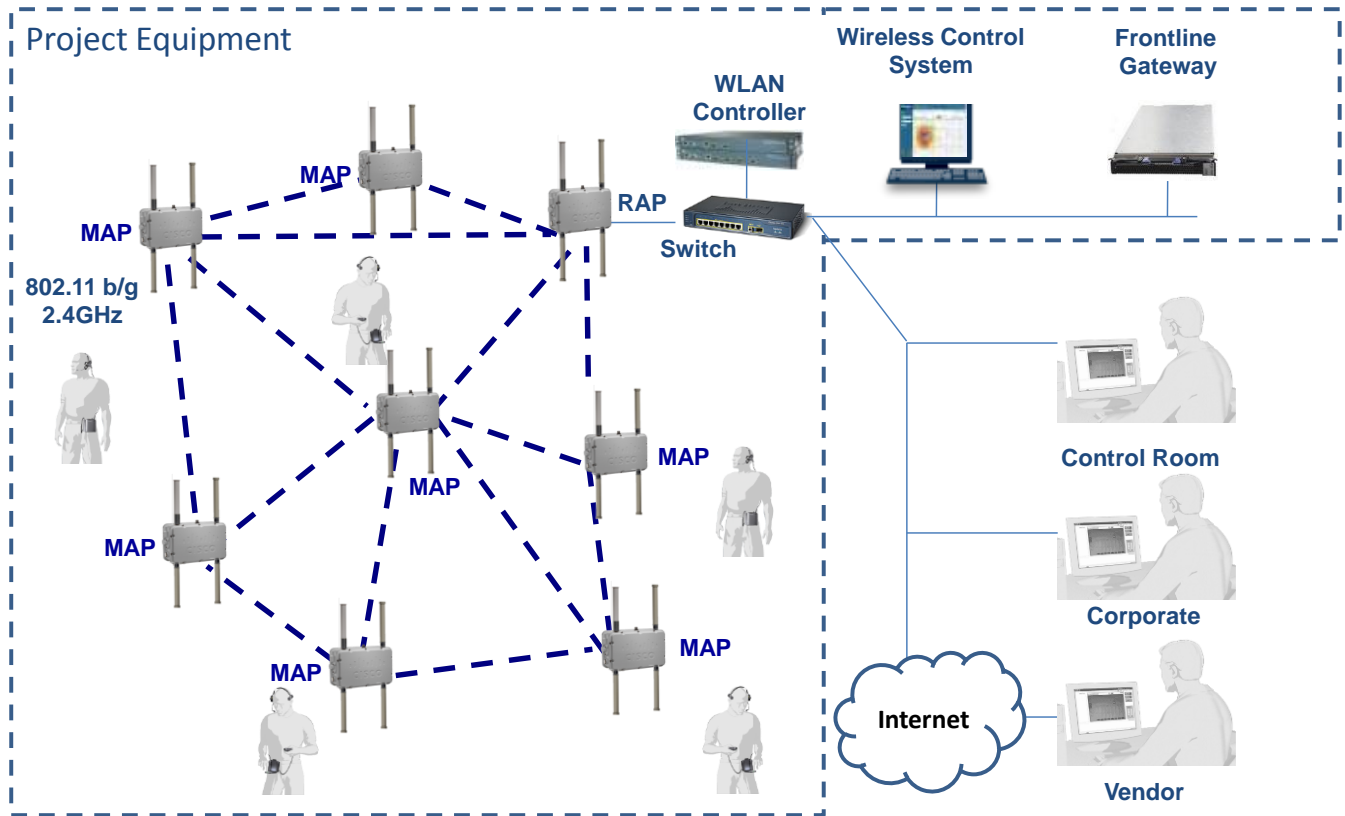 Project Equipment
Wireless Control
System
Frontline
Gateway
WLAN
Controller
MAP
RAP
MAP
Switch
802.11 b/g
2.4GHz
MAP
MAP
Control Room
MAP
MAP
Corporate
MAP
MAP
Internet
Vendor